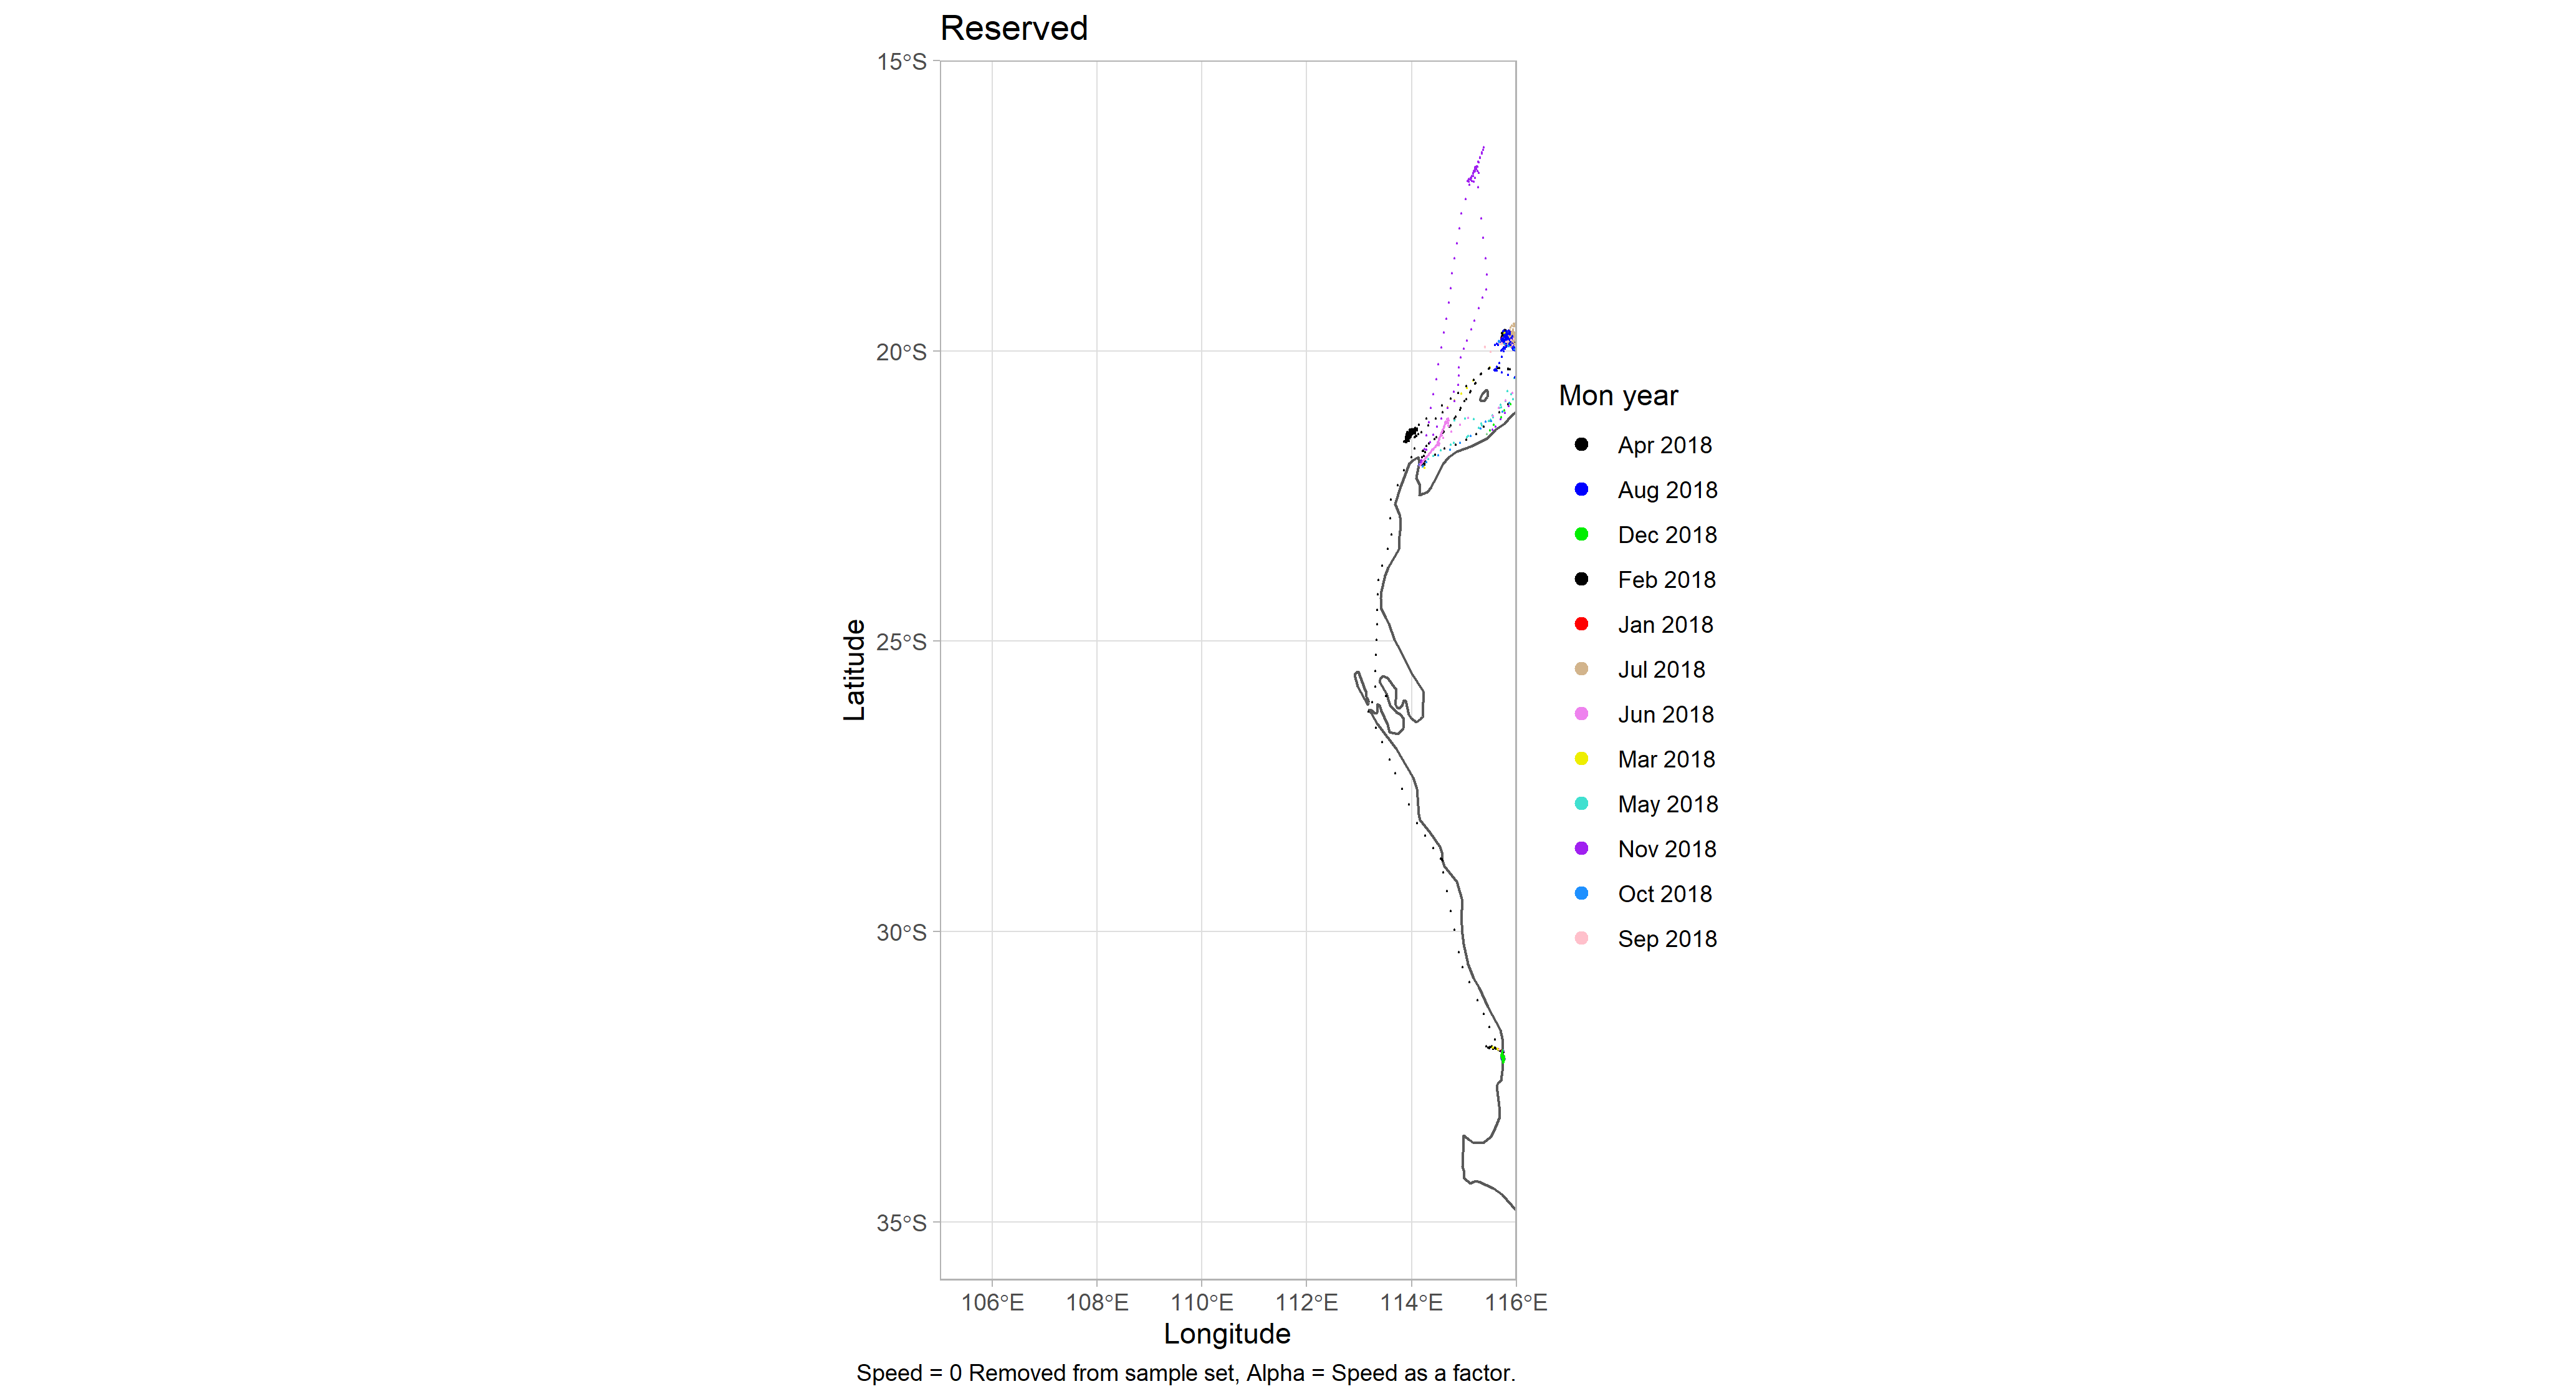 Reserved
15°S
20°S
25°S
30°S
35°S
Latitude
106°E 108°E 110°E 112°E 114°E 116°E
Longitude
Speed = 0 Removed from sample set, Alpha = Speed as a factor.
Mon year
Apr 2018
Aug 2018
Dec 2018
Feb 2018
Jan 2018
Jul 2018
Jun 2018
Mar 2018
May 2018
Nov 2018
Oct 2018
Sep 2018